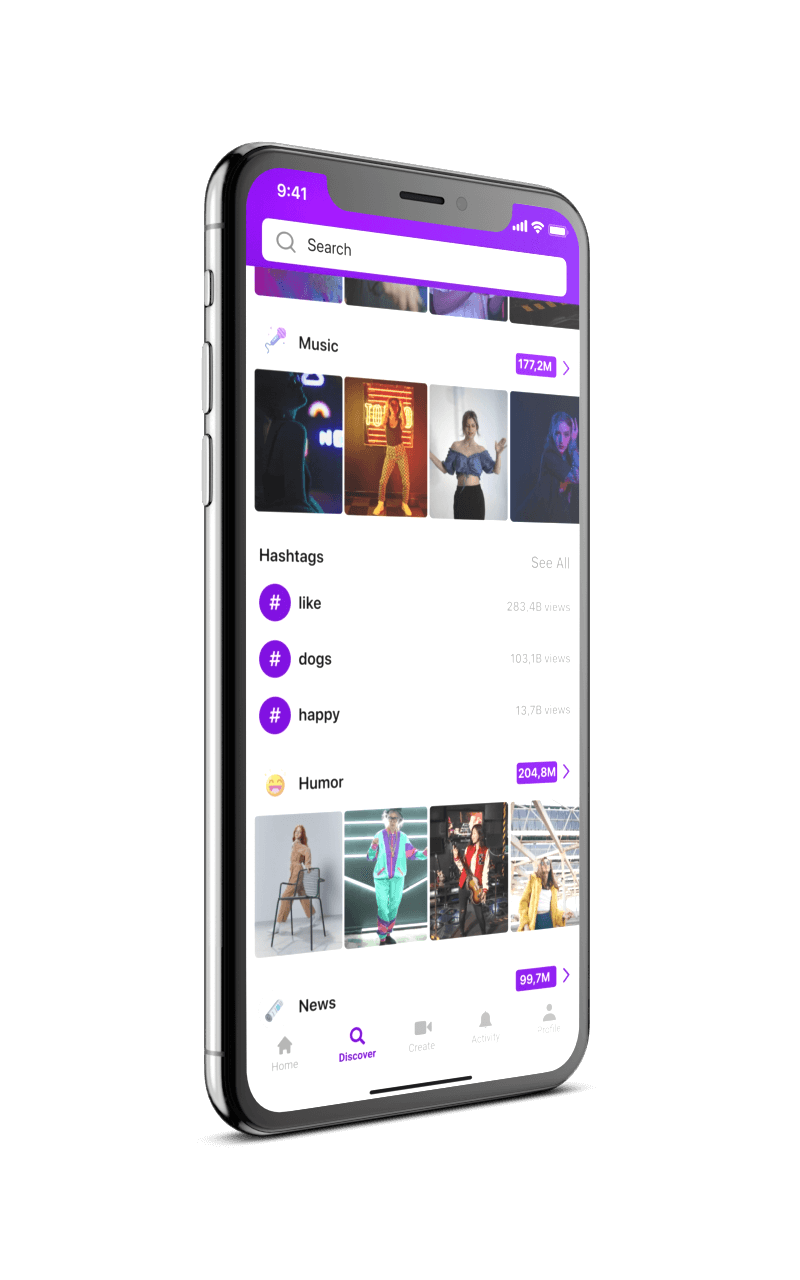 9:41
Search
Music
177,2M
Hashtags
See All
# like
283.4B views
# dogs
103,1B views
# happy
13,7B views
Humor
204,8M
News
99,7M
Home
Discover
Create
Activity
Profile